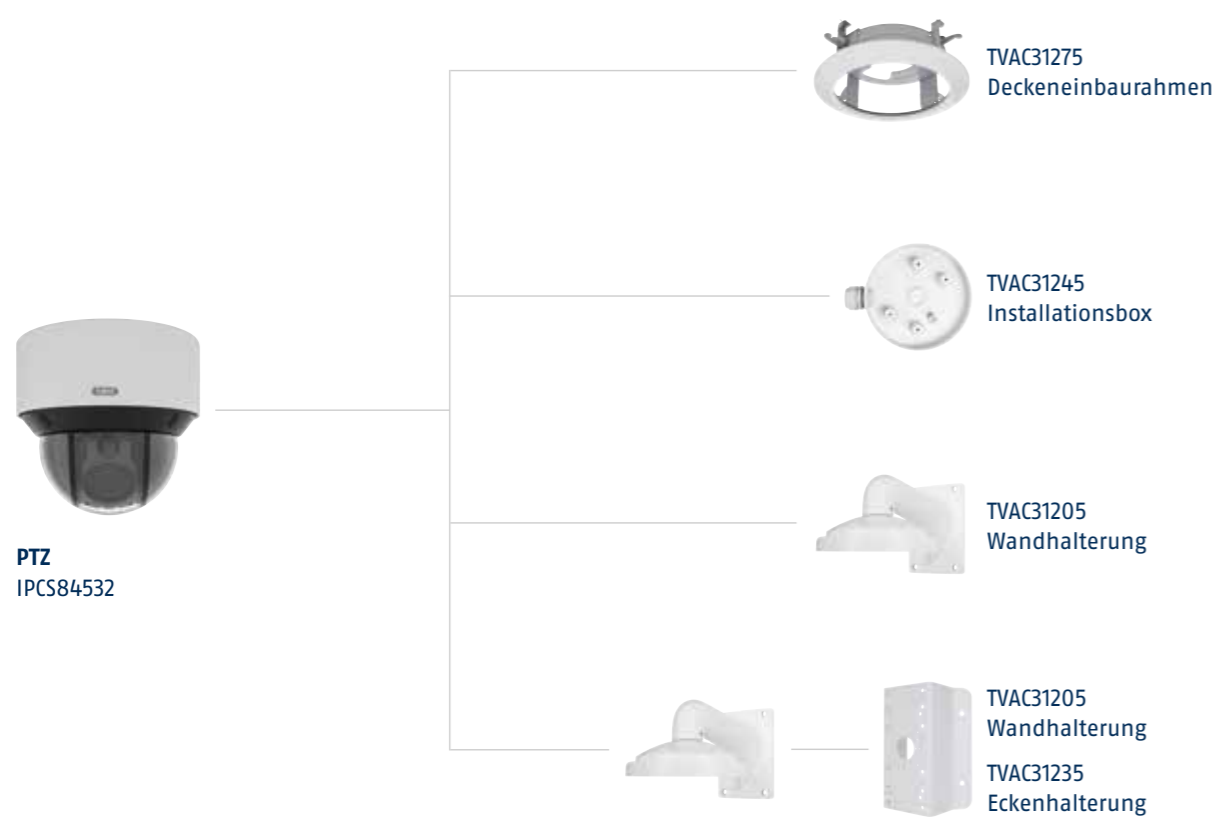 TVAC31275
Deckeneinbaurahmen
TVAC31245
Installationsbox
PTZ
IPCS84532
TVAC31205
Wandhalterung
TVAC31205
Wandhalterung
TVAC31235
Eckenhalterung